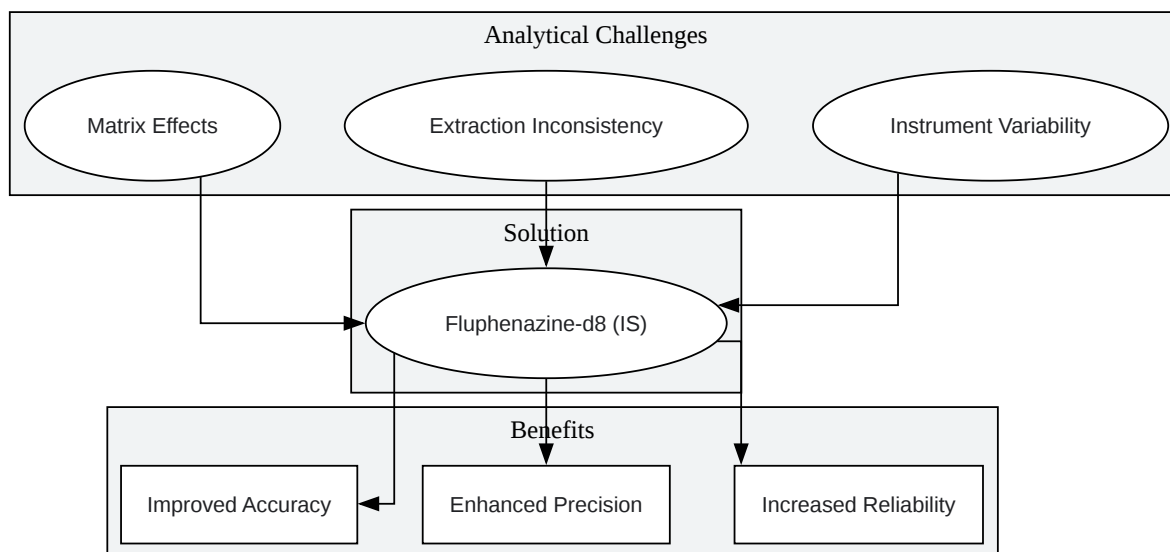 Analytical Challenges
Matrix Effects
Extraction Inconsistency
Instrument Variability
Solution
Fluphenazine-d8 (IS)
Benefits
Improved Accuracy
Enhanced Precision
Increased Reliability